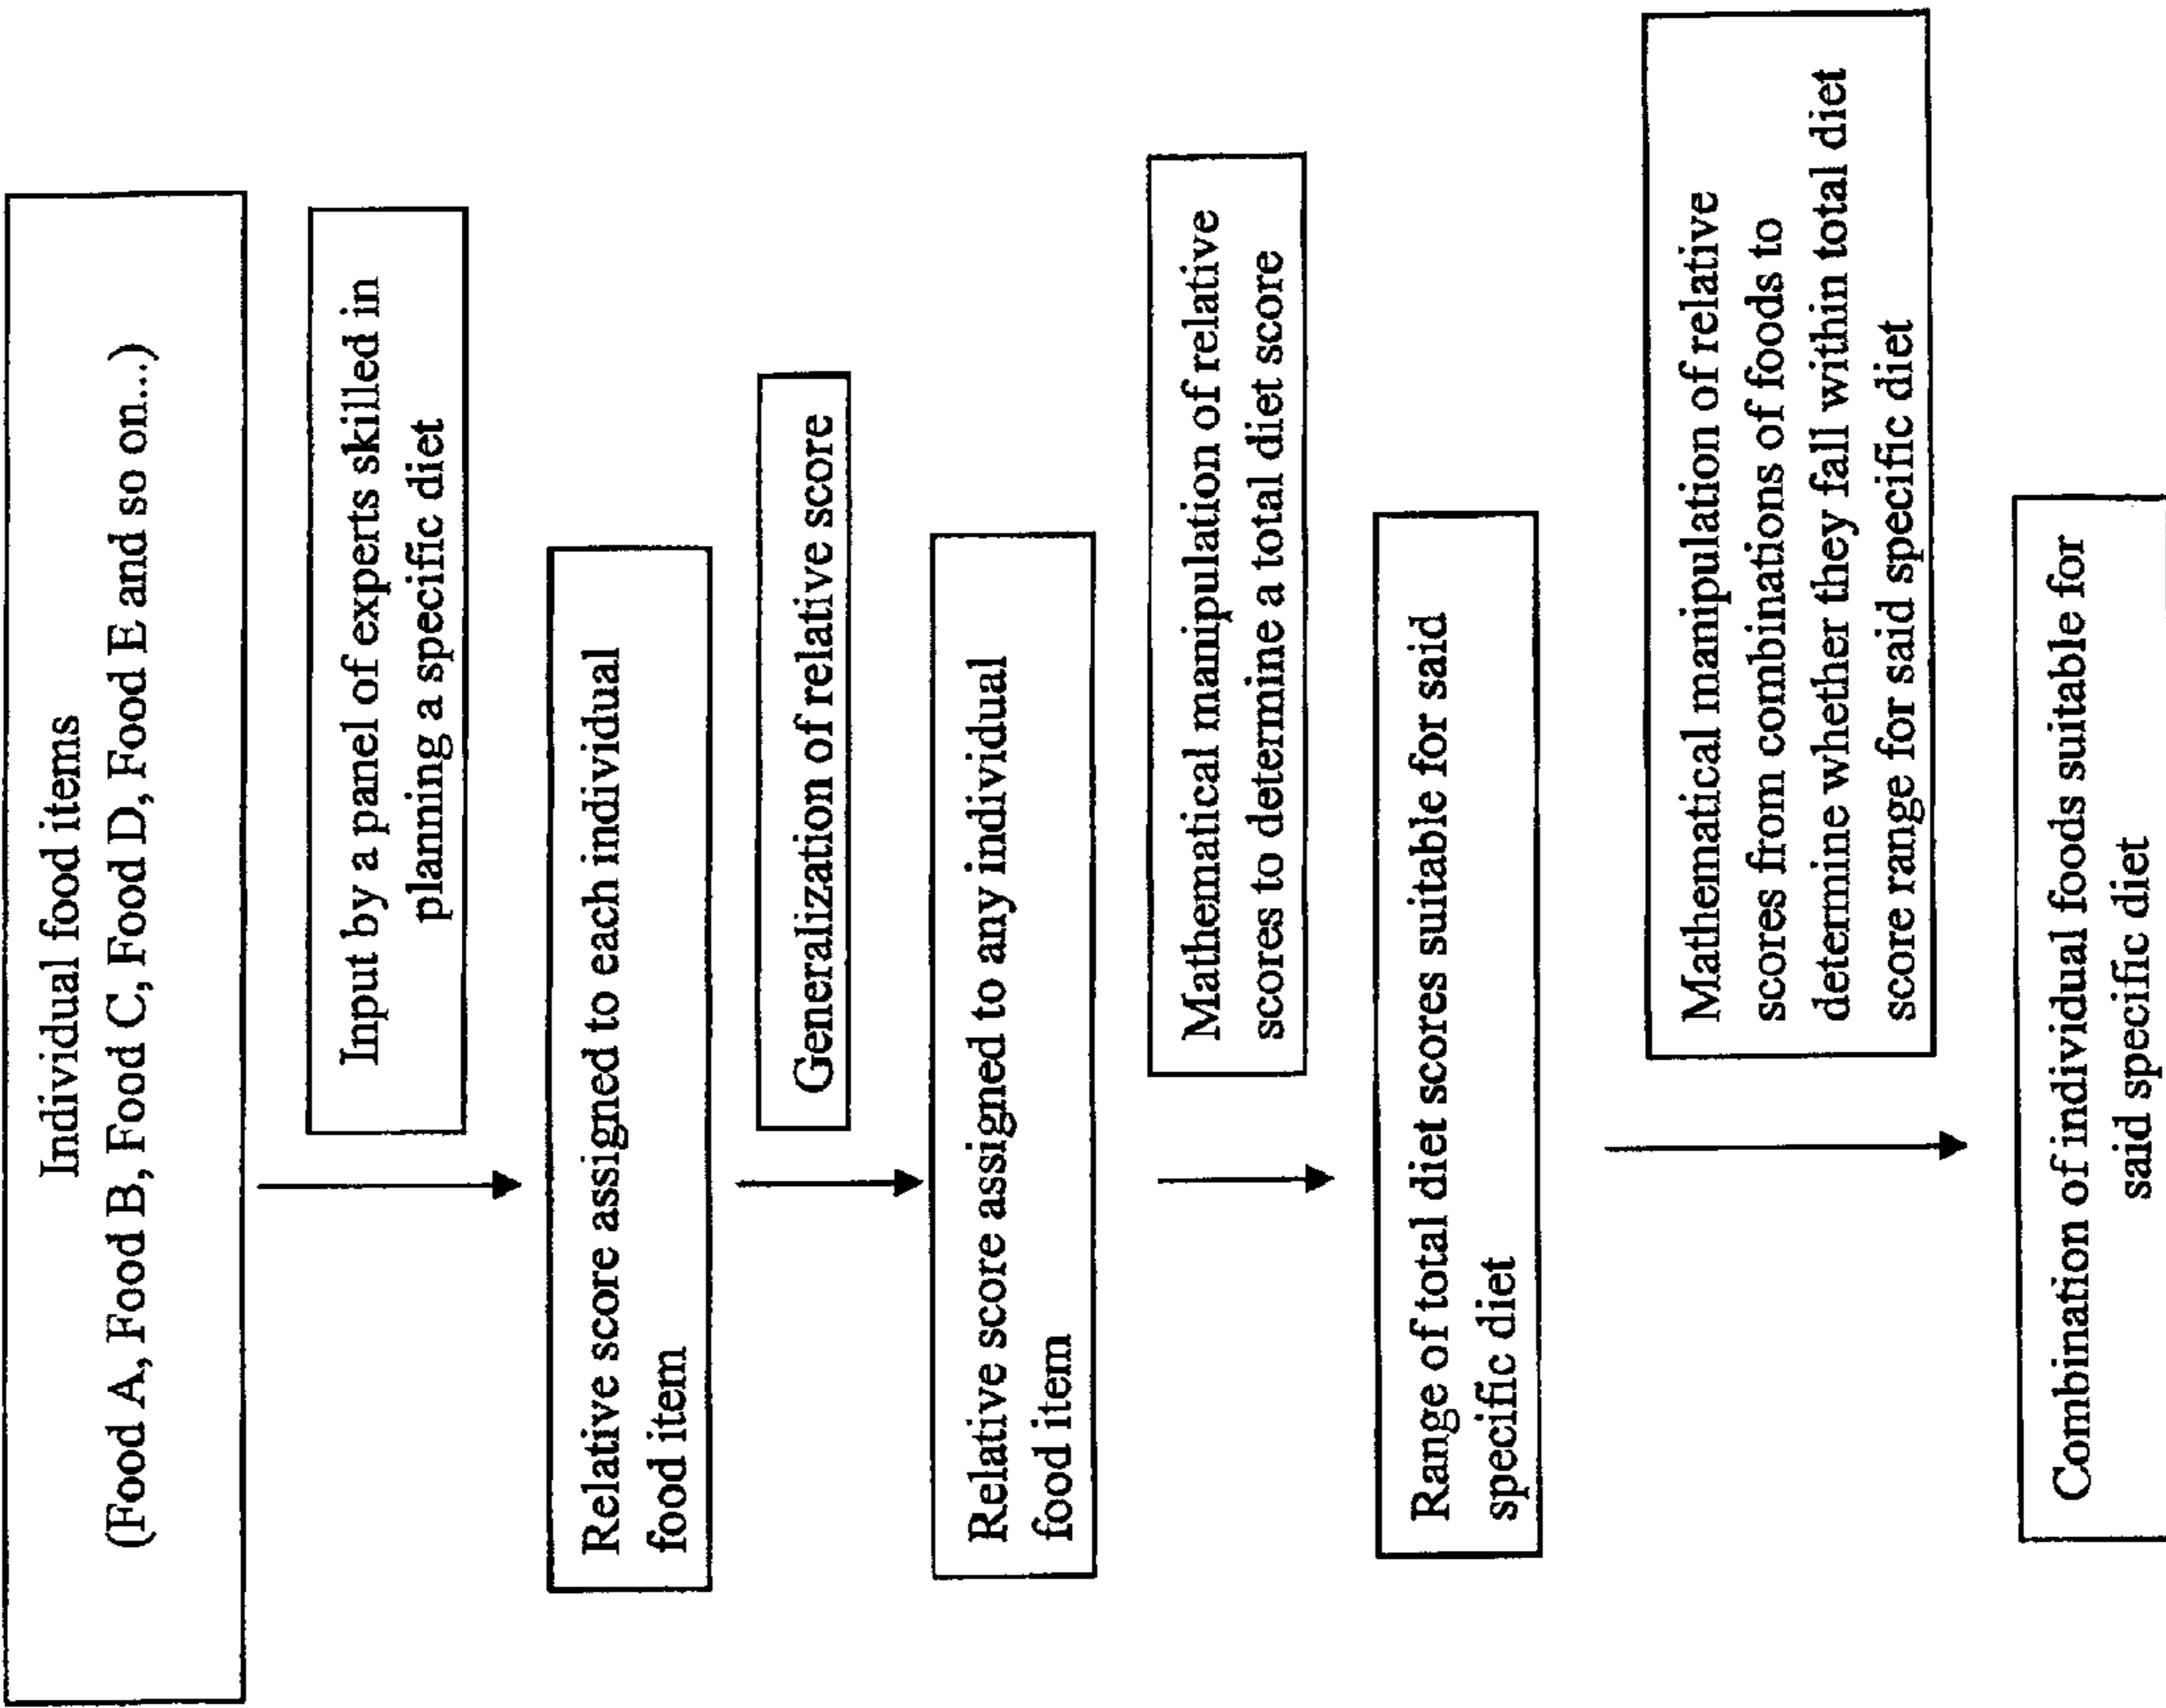 Individual food items
(Food A, Food B, Food C, Food D, Food E and so on...)
Input by a panel of experts skilled in
planning a specific diet
Relative score assigned to each individual
food item
Generalization of relative score
Relative score assigned to any individual
food item
Mathematical manipulation of relative
scores to determine a total diet score
Range of total diet scores suitable for said
specific diet
Mathematical manipulation of relative
scores from combinations of foods to
determine whether they fall within total diet
score range for said specific diet
Combination of individual foods suitable for
said specific diet